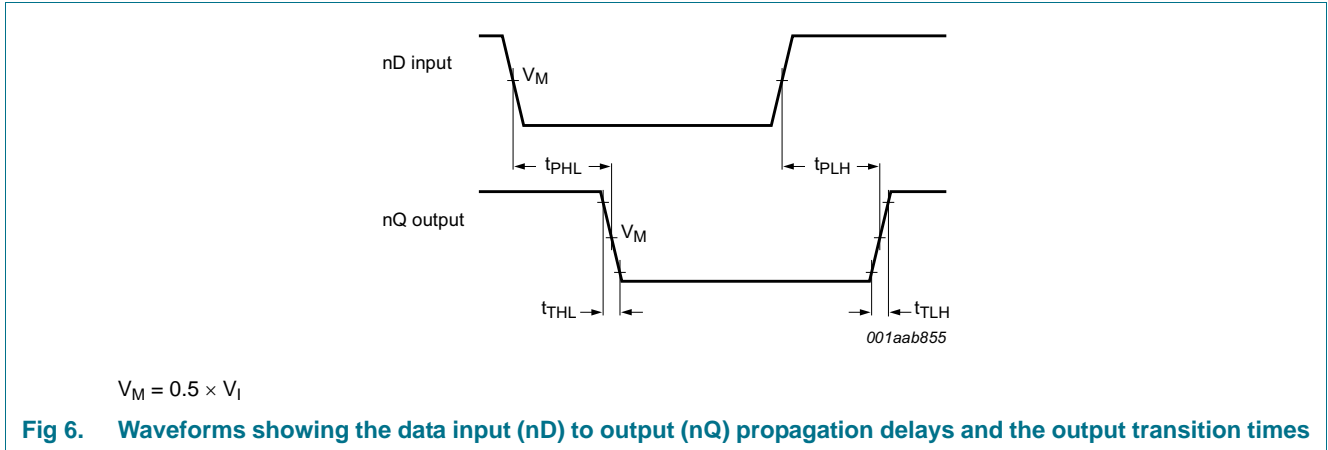 nD input
VM
tPHL
tPLH
nQ output
VM
tTHL
tTLH
001aab855
VM = 0.5 × VI
Fig 6. Waveforms showing the data input (nD) to output (nQ) propagation delays and the output transition times